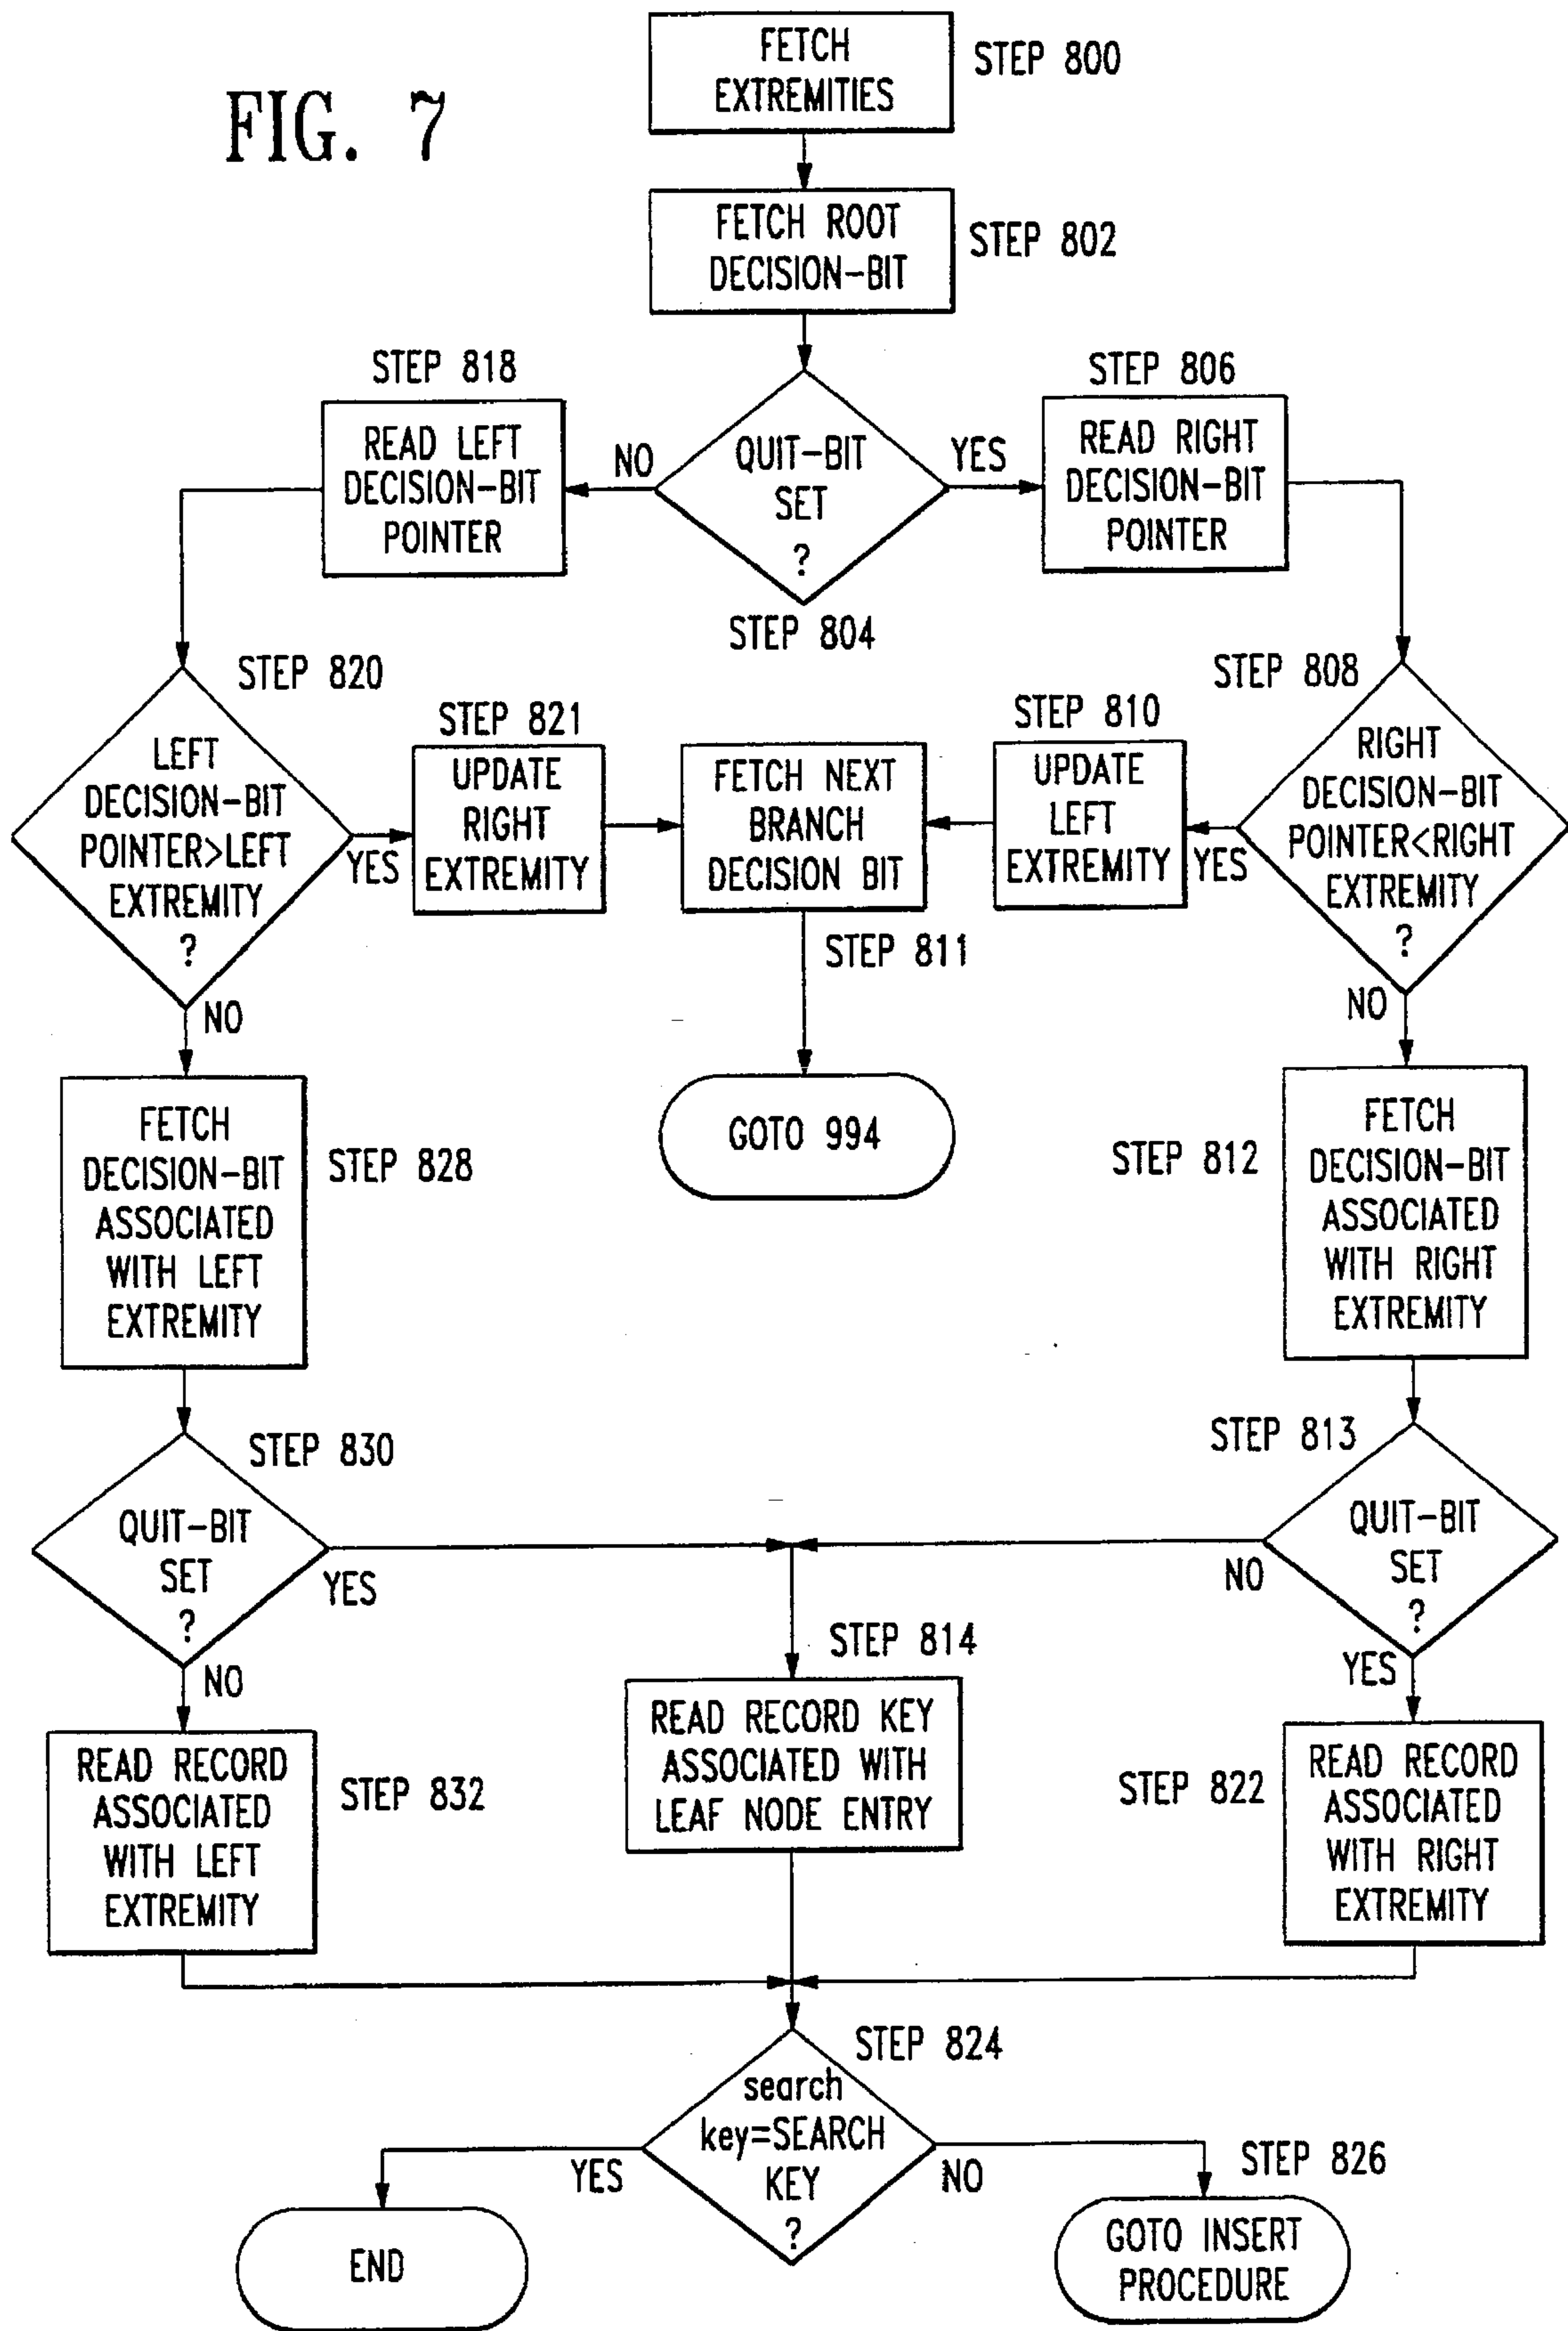 FIG. 7
FETCH
EXTREMITIES
STEP 800
FETCH ROOT
DECISION-BIT
STEP 802
STEP 818
READ LEFT
DECISION-BIT
POINTER
NO
QUIT-BIT
SET
?
YES
STEP 804
STEP 806
READ RIGHT
DECISION-BIT
POINTER
STEP 820
LEFT
DECISION-BIT
POINTER>LEFT
EXTREMITY
?
YES
NO
STEP 821
UPDATE
RIGHT
EXTREMITY
FETCH NEXT
BRANCH
DECISION BIT
STEP 811
STEP 810
UPDATE
LEFT
EXTREMITY
STEP 808
RIGHT
DECISION-BIT
POINTER<RIGHT
EXTREMITY
?
YES
NO
GOTO 994
FETCH
DECISION-BIT
ASSOCIATED
WITH LEFT
EXTREMITY
STEP 828
STEP 812
FETCH
DECISION-BIT
ASSOCIATED
WITH RIGHT
EXTREMITY
STEP 830
QUIT-BIT
SET
?
YES
NO
STEP 813
QUIT-BIT
SET
?
NO
YES
READ RECORD
ASSOCIATED
WITH LEFT
EXTREMITY
STEP 832
STEP 814
READ RECORD KEY
ASSOCIATED WITH
LEAF NODE ENTRY
STEP 822
READ RECORD
ASSOCIATED
WITH RIGHT
EXTREMITY
STEP 824
search
key=SEARCH
KEY
?
YES
NO
END
STEP 826
GOTO INSERT
PROCEDURE